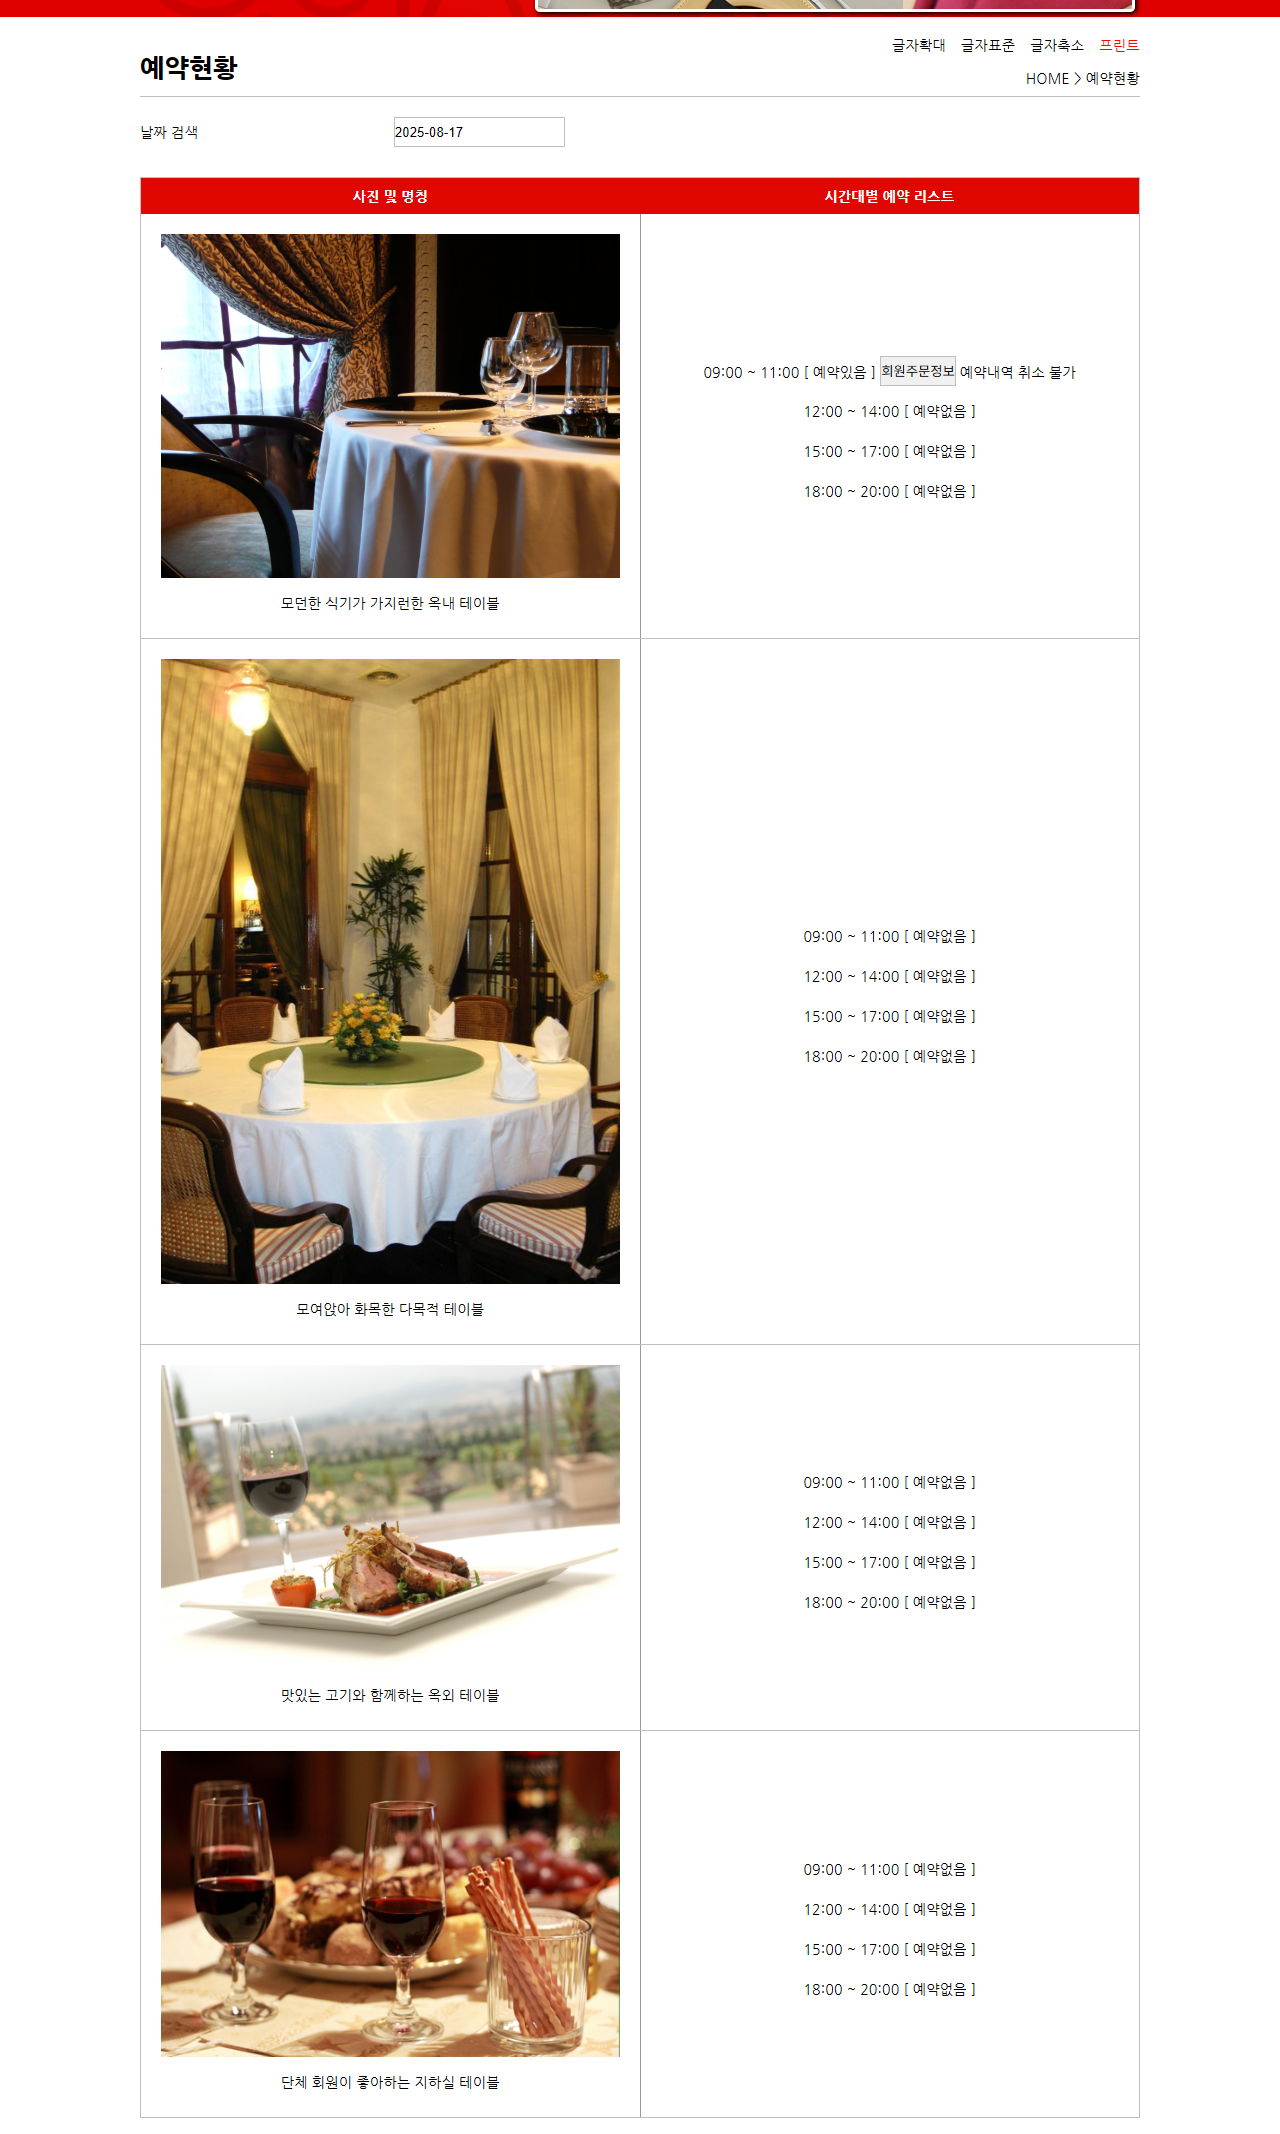 글자확대 글자표준 글자축소 프린트
예약현황
HOME > 예약현황
날짜 검색 2025-08-17
사진 및 명칭 시간대별 예약 리스트
09:00 ~ 11:00 [ 예약있음 ] 회원주문정보 예약내역 취소 불가
12:00 ~ 14:00 [ 예약없음 ]
15:00 ~ 17:00 [ 예약없음 ]
18:00 ~ 20:00 [ 예약없음 ]
모던한 식기가 가지런한 옥내 테이블
09:00 ~ 11:00 [ 예약없음 ]
12:00 ~ 14:00 [ 예약없음 ]
15:00 ~ 17:00 [ 예약없음 ]
18:00 ~ 20:00 [ 예약없음 ]
모여앉아 화목한 다목적 테이블
09:00 ~ 11:00 [ 예약없음 ]
12:00 ~ 14:00 [ 예약없음 ]
15:00 ~ 17:00 [ 예약없음 ]
18:00 ~ 20:00 [ 예약없음 ]
맛있는 고기와 함께하는 옥외 테이블
09:00 ~ 11:00 [ 예약없음 ]
12:00 ~ 14:00 [ 예약없음 ]
15:00 ~ 17:00 [ 예약없음 ]
18:00 ~ 20:00 [ 예약없음 ]
단체 회원이 좋아하는 지하실 테이블